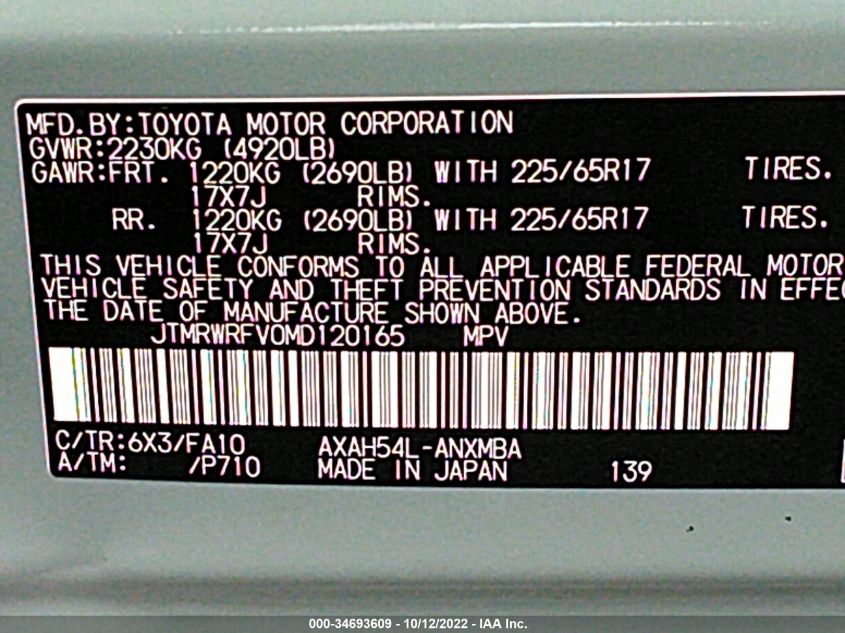 MFD.BY:TOYOTA MOTOR CORPORATION
GVWR:2230KG (4920LB)
GAWR:FRT. 1220KG (2690LB) WITH 225/65R17 TIRES.
17X7J RIMS.
RR. 1220KG (2690LB) WITH 225/65R17 TIRES.
17X7J RIMS.
THIS VEHICLE CONFORMS TO ALL APPLICABLE FEDERAL MOTOR
VEHICLE SAFETY AND THEFT PREVENTION STANDARDS IN EFFE
THE DATE OF MANUFACTURE SHOWN ABOVE.
JTMRWRFV0MD120165 MPV
C/TR:6X3/FA10 AXAH54L-ANXMBA
A/TM: /P710 MADE IN JAPAN 139
000-34693609 - 10/12/2022 - IAA Inc.